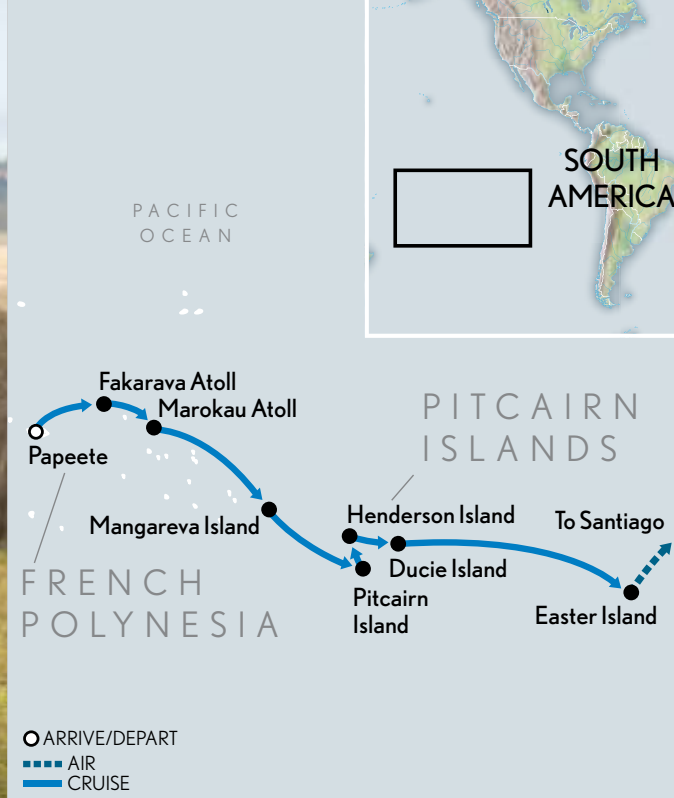 SOUTH
AMERICA
PACIFIC
OCEAN
Fakarava Atoll
Marokau Atoll
Papeete
PITCAIRN
ISLANDS
Mangareva Island
Henderson Island
To Santiago
Ducie Island
Pitcairn
Island
Easter Island
FRENCH
POLYNESIA
ARRIVE/DEPART
AIR
CRUISE